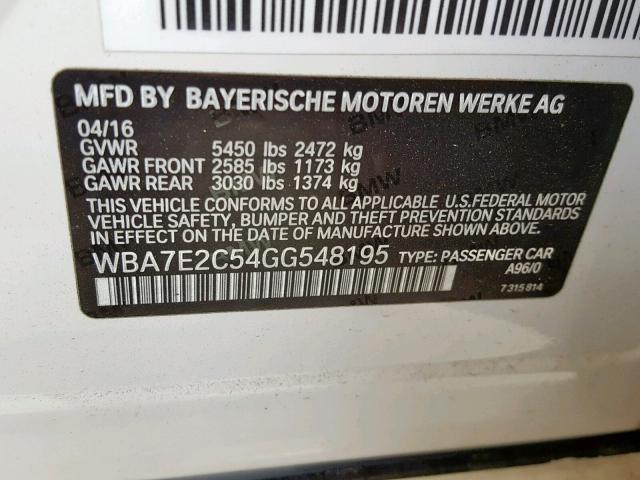 MFD BY BAYERISCHE MOTOREN WERKE AG
04/16
GVWR 5450 lbs 2472 kg
GAWR FRONT 2585 lbs 1173 kg
GAWR REAR 3030 lbs 1374 kg
THIS VEHICLE CONFORMS TO ALL APPLICABLE U.S.FEDERAL MOTOR
VEHICLE SAFETY, BUMPER AND THEFT PREVENTION STANDARDS
IN EFFECT ON THE DATE OF MANUFACTURE SHOWN ABOVE.
WBA7E2C54GG548195 TYPE: PASSENGER CAR
A96/0
7315814